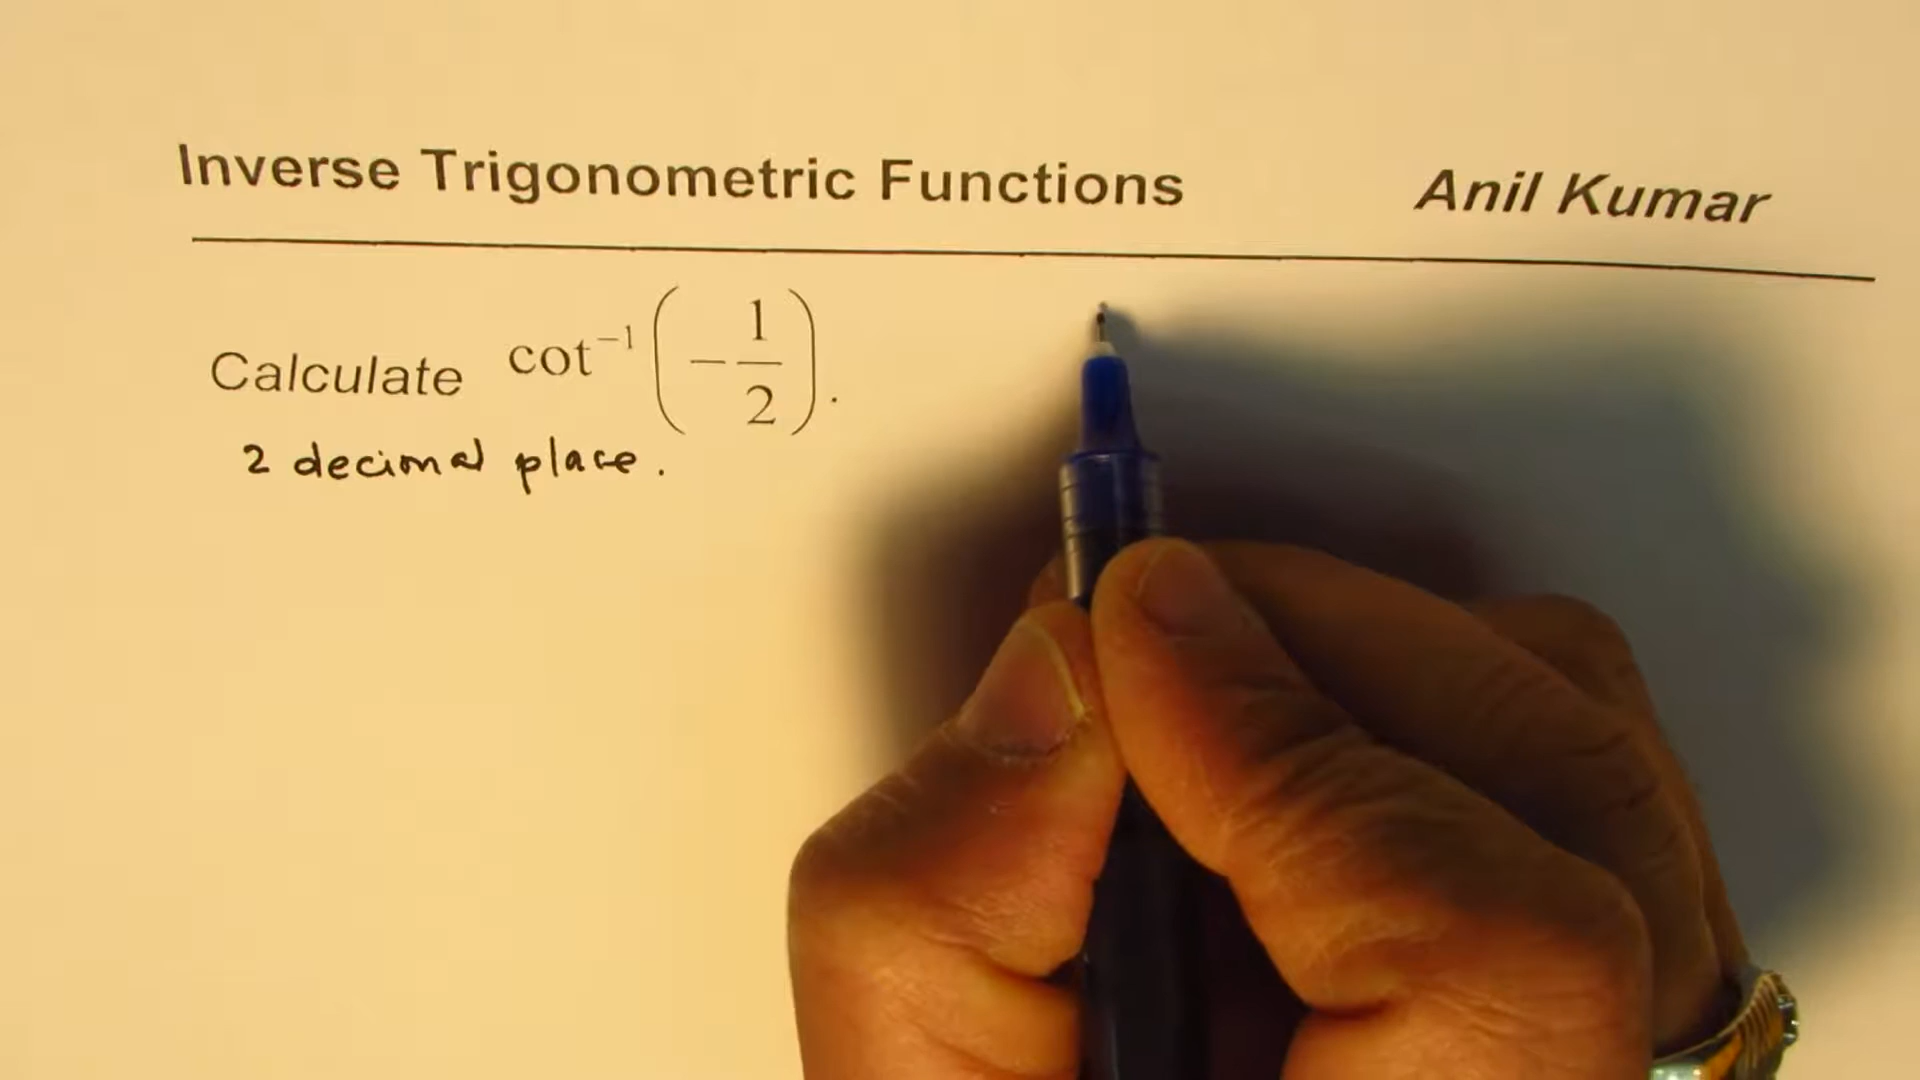 Inverse Trigonometric Functions Anil Kumar
Calculate cot⁻¹(-1/2).
2 decimal place.